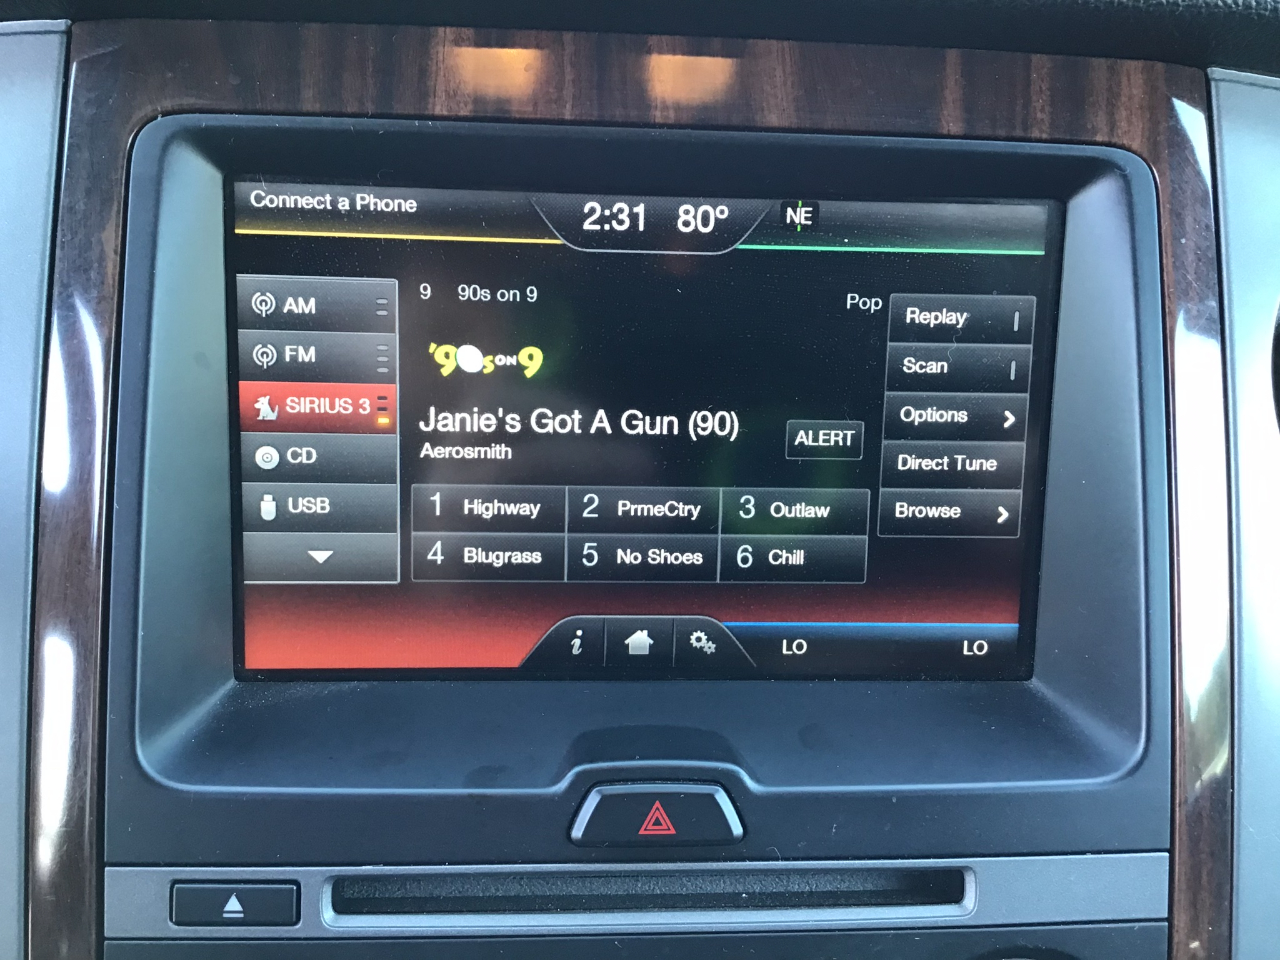 Connect a Phone
2:31 80° NE
9 90s on 9
Pop
'90s ON 9
Janie's Got A Gun (90)
Aerosmith
ALERT
AM
FM
SIRIUS 3
CD
USB
1 Highway
2 PrmeCtry
3 Outlaw
4 Blugrass
5 No Shoes
6 Chill
Replay
Scan
Options
Direct Tune
Browse
i
LO
LO